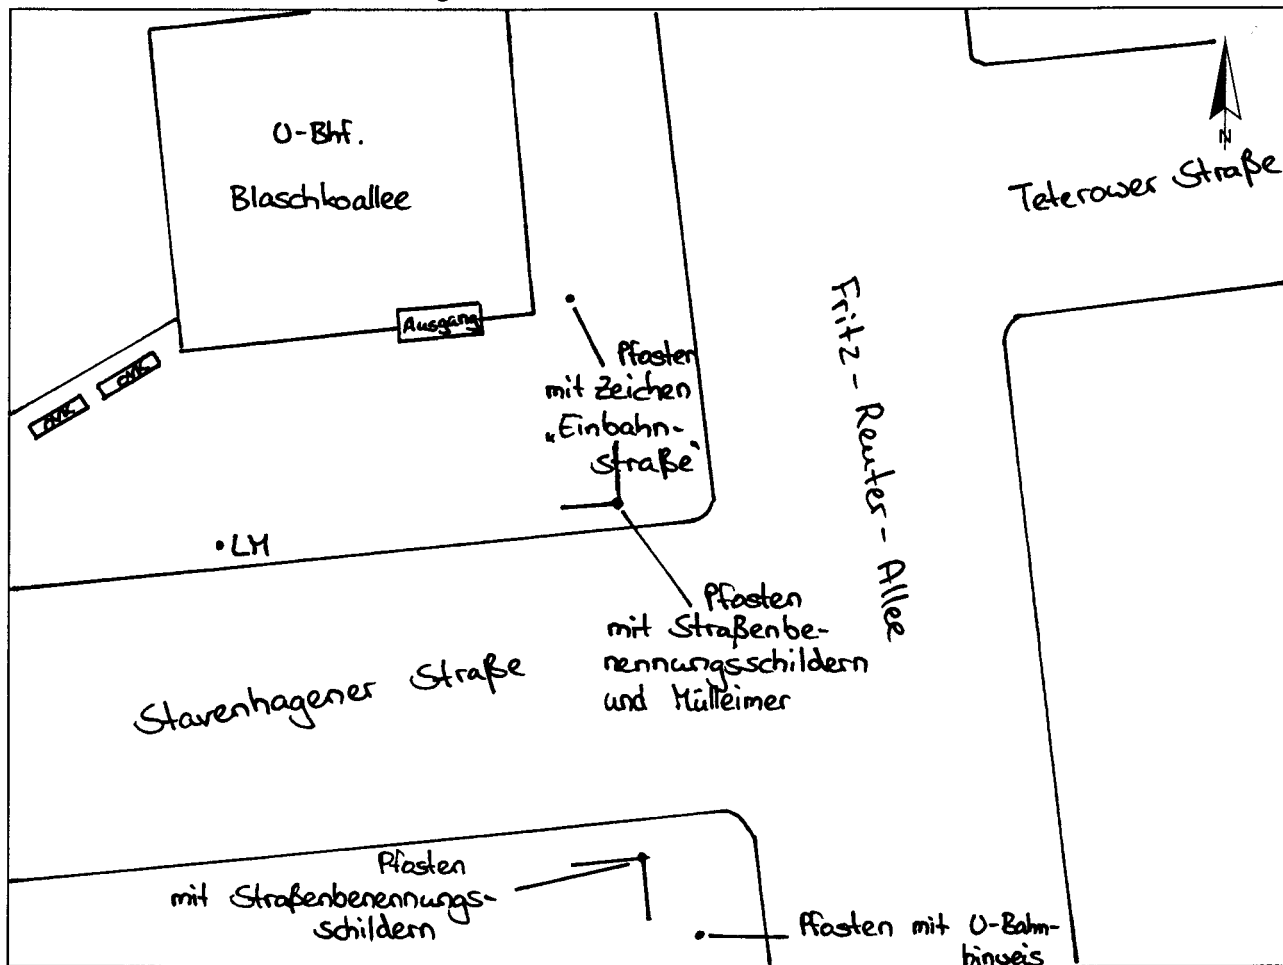 U-Bhf.
Blaschkoallee
N
Teterower Straße
Ausgang
Pfosten
mit Zeichen
„Einbahn-
straße"
Fritz-Reuter-Allee
LM
Pfosten
mit Straßenbe-
nennungsschildern
und Mülleimer
Stavenhagener Straße
Pfosten
mit Straßenbenennungs-
schildern
Pfosten mit U-Bahn-
hinweis